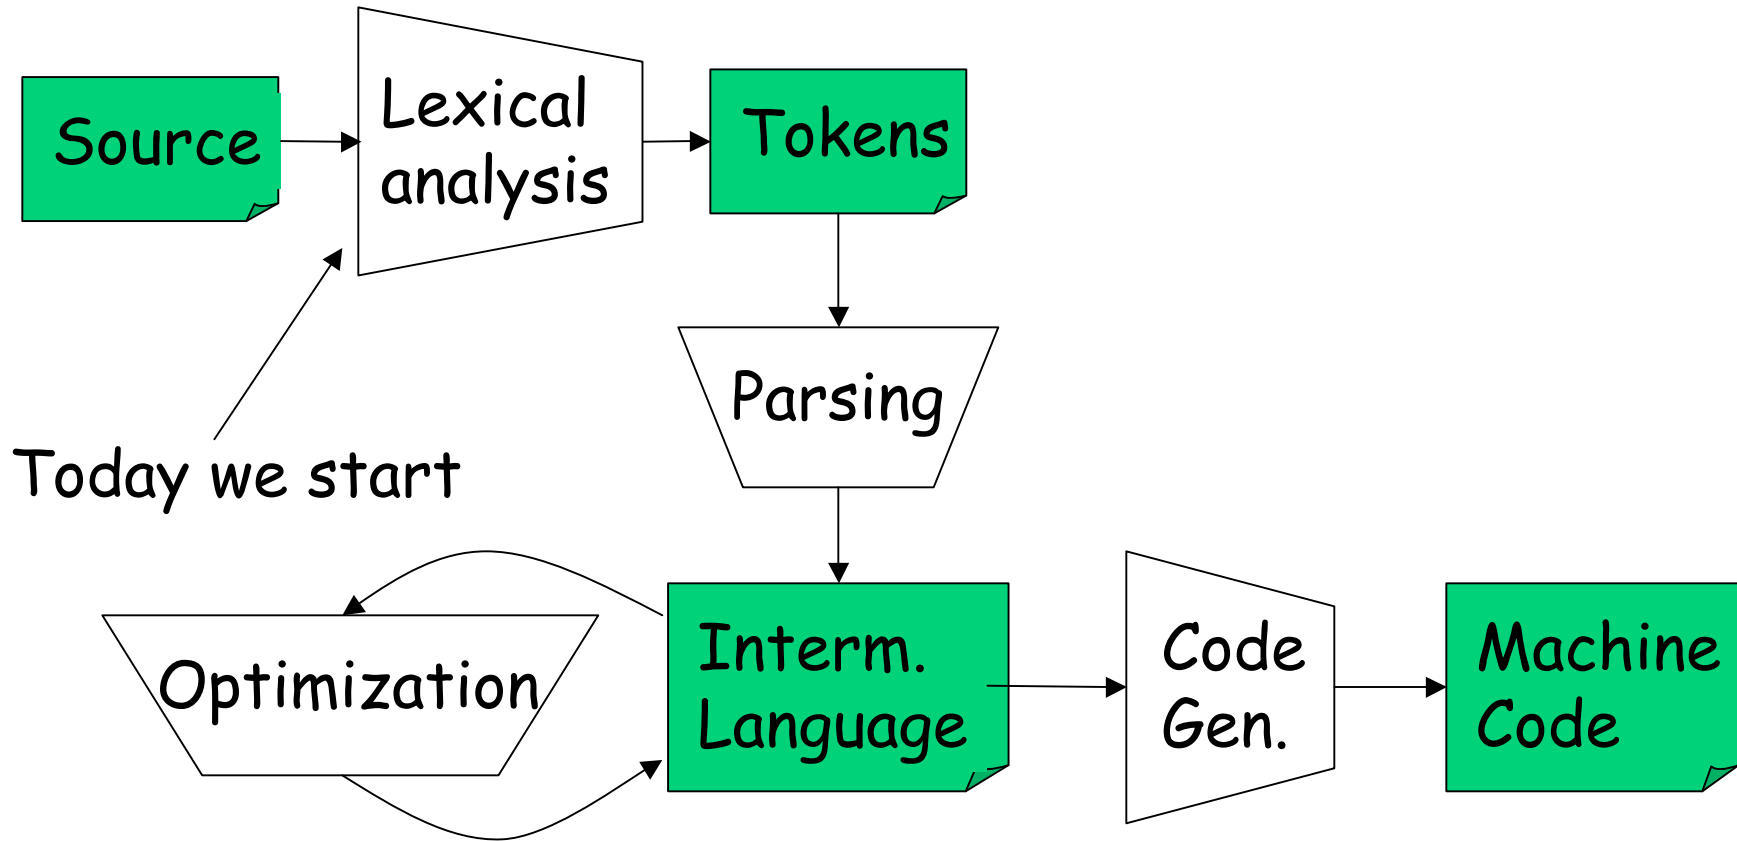 Source
Lexical
analysis
Tokens
Parsing
Today we start
Optimization
Interm.
Language
Code
Gen.
Machine
Code